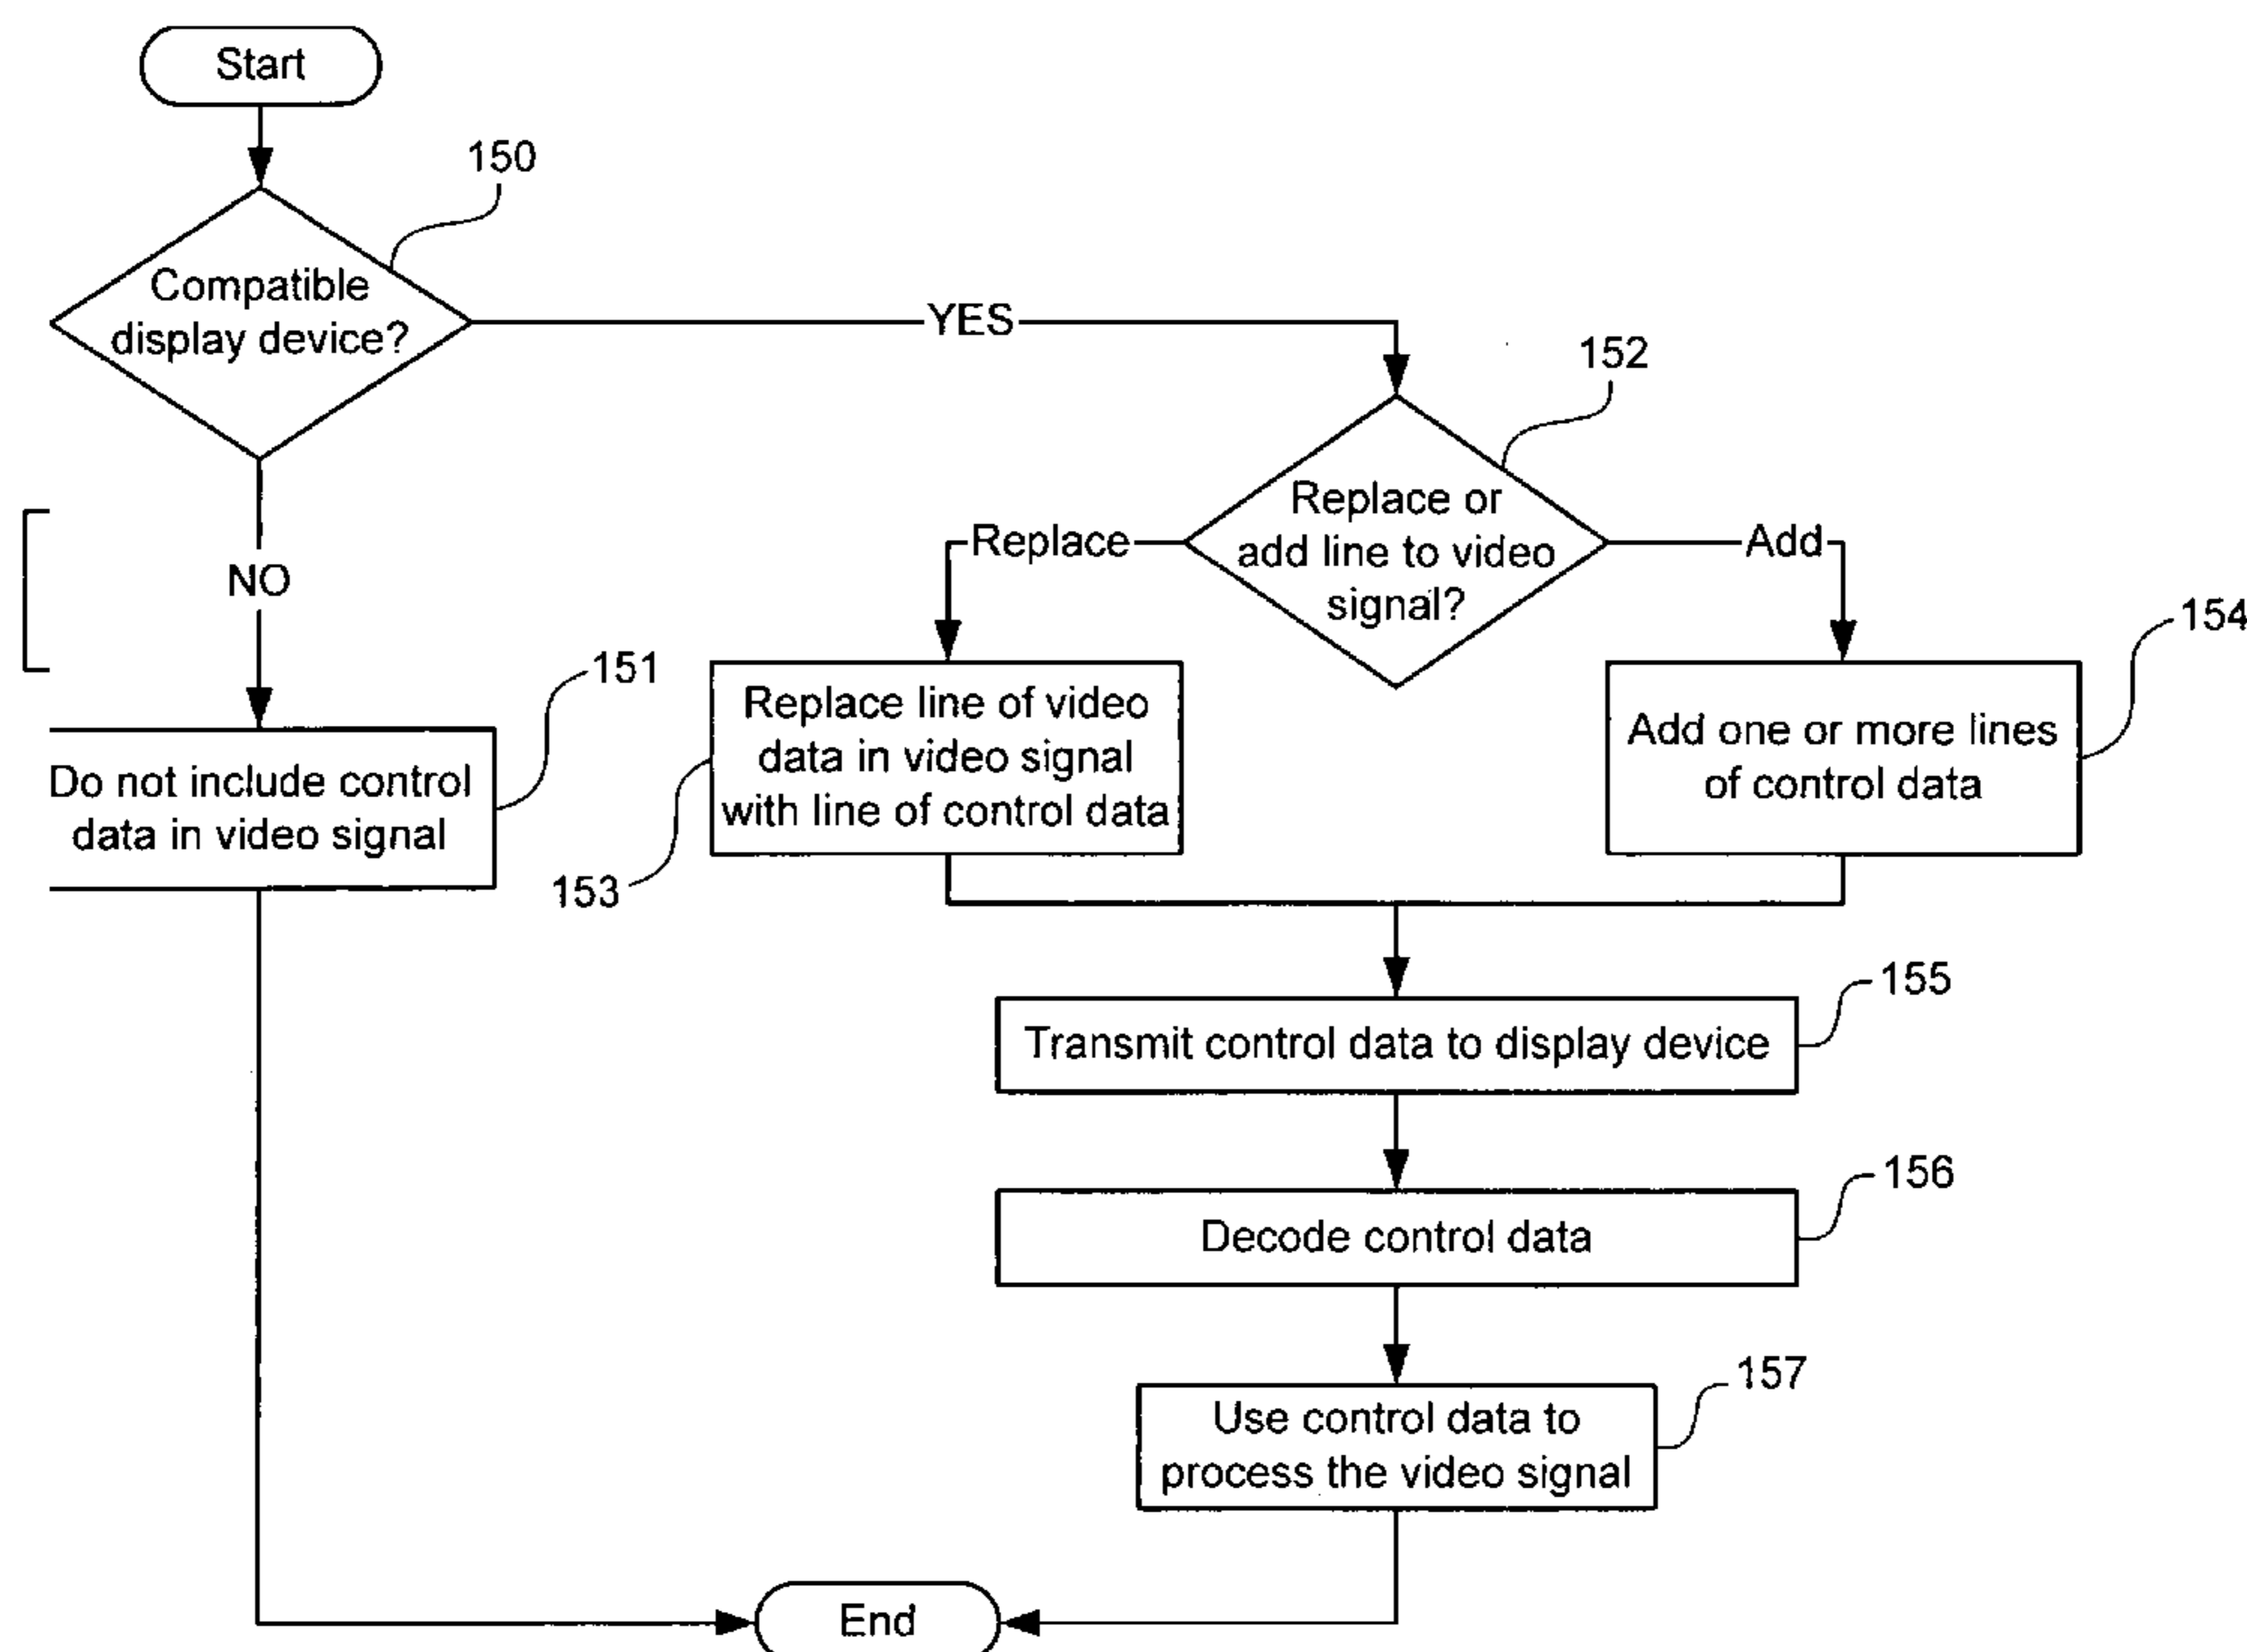 Start
150
Compatible
display device?
YES
152
Replace or
add line to video
signal?
Replace
Add
NO
154
151
Replace line of video
data in video signal
with line of control data
Add one or more lines
of control data
Do not include control
data in video signal
153
155
Transmit control data to display device
156
Decode control data
157
Use control data to
process the video signal
End